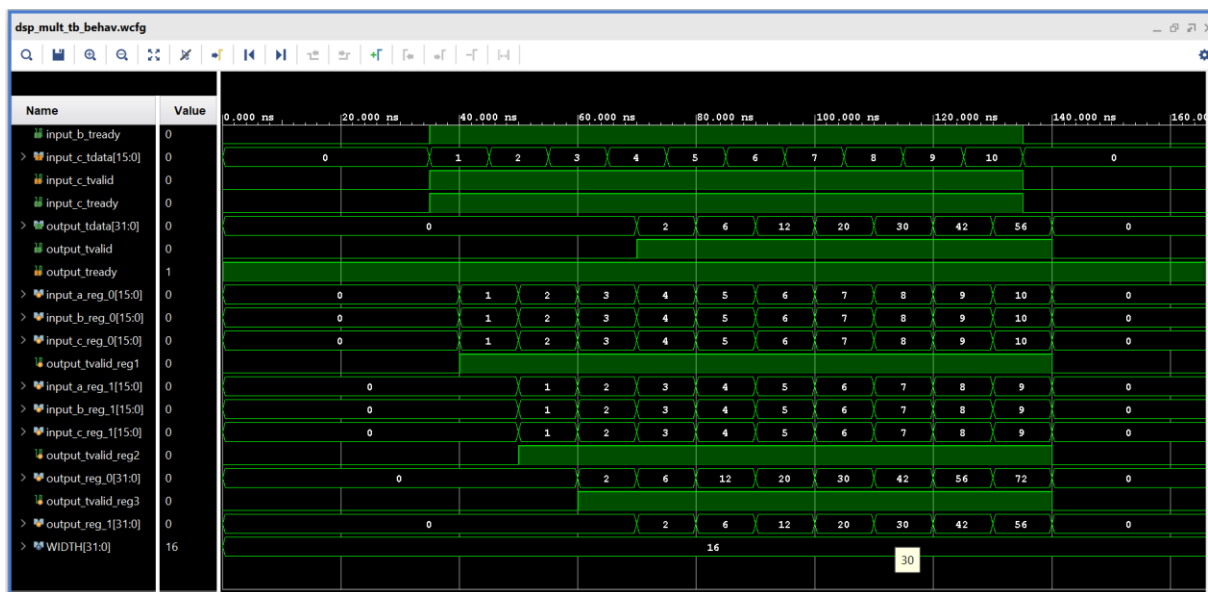 dsp_mult_tb_behav.wcfg
Name Value 0.000 ns 20.000 ns 40.000 ns 60.000 ns 80.000 ns 100.000 ns 120.000 ns 140.000 ns 160.00
input_b_tready 0
> input_c_tdata[15:0] 0 0 1 2 3 4 5 6 7 8 9 10 0
input_c_tvalid 0
input_c_tready 0
> output_tdata[31:0] 0 0 2 6 12 20 30 42 56 0
output_tvalid 0
output_tready 1
> input_a_reg_0[15:0] 0 0 1 2 3 4 5 6 7 8 9 10 0
> input_b_reg_0[15:0] 0 0 1 2 3 4 5 6 7 8 9 10 0
> input_c_reg_0[15:0] 0 0 1 2 3 4 5 6 7 8 9 10 0
output_tvalid_reg1 0
> input_a_reg_1[15:0] 0 0 1 2 3 4 5 6 7 8 9 0
> input_b_reg_1[15:0] 0 0 1 2 3 4 5 6 7 8 9 0
> input_c_reg_1[15:0] 0 0 1 2 3 4 5 6 7 8 9 0
output_tvalid_reg2 0
> output_reg_0[31:0] 0 0 2 6 12 20 30 42 56 72 0
output_tvalid_reg3 0
> output_reg_1[31:0] 0 0 2 6 12 20 30 42 56 0
> WIDTH[31:0] 16 16
30